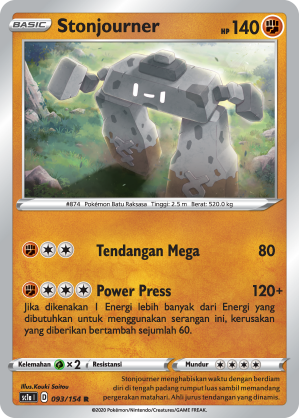 BASIC Stonjourner HP 140
#874 Pokémon Batu Raksasa Tinggi: 2.5 m Berat: 520.0 kg
Tendangan Mega 80
Power Press 120+
Jika dikenakan 1 Energi lebih banyak dari Energi yang
dibutuhkan untuk menggunakan serangan ini, kerusakan
yang diberikan bertambah sejumlah 60.
Kelemahan ×2 Resistansi Mundur
Illus. Kouki Saitou
sc1a I D 093/154 R
Stonjourner menghabiskan waktu dengan berdiam
diri di atas padang rumput luas sambil mengamati
pergerakan matahari. Ahli jurus tendangan yang dinamis.
©2020 Pokémon/Nintendo/Creatures/GAME FREAK.